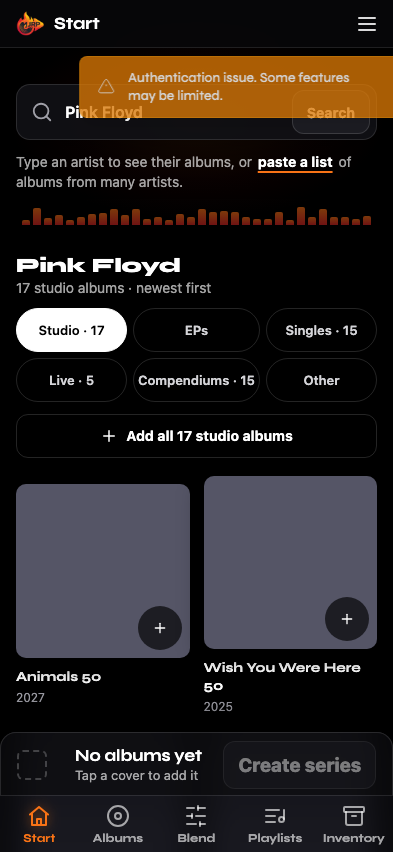 Start
Authentication issue. Some features
may be limited.
Pink Floyd
Search
Type an artist to see their albums, or paste a list of
albums from many artists.
Pink Floyd
17 studio albums · newest first
Studio · 17
EPs
Singles · 15
Live · 5
Compendiums · 15
Other
+ Add all 17 studio albums
Animals 50
2027
Wish You Were Here
50
2025
No albums yet
Tap a cover to add it
Create series
Start
Albums
Blend
Playlists
Inventory